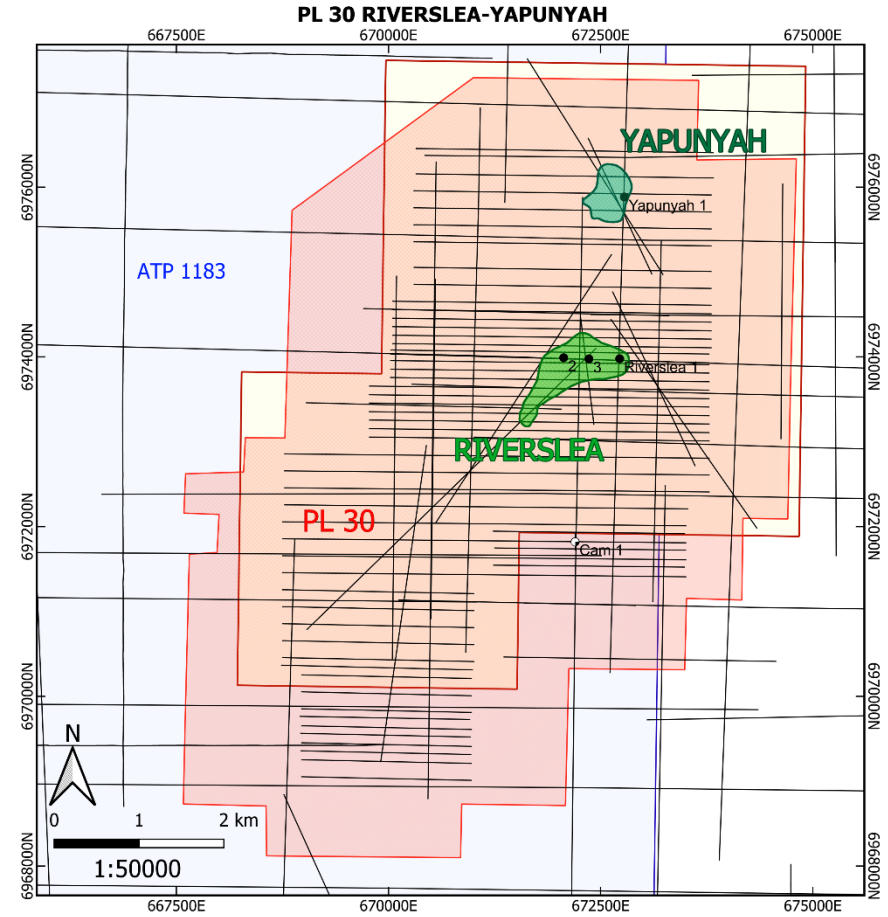 PL 30 RIVERSLEA-YAPUNYAH
667500E 670000E 672500E 675000E
YAPUNYAH
6976000N 6976000N
Yapunyah 1
ATP 1183
6974000N 6974000N
2 3 Riverslea 1
RIVERSLEA
PL 30
6972000N 6972000N
Cam 1
6970000N 6970000N
N
0 1 2 km
1:50000
6968000N 6968000N
667500E 670000E 672500E 675000E